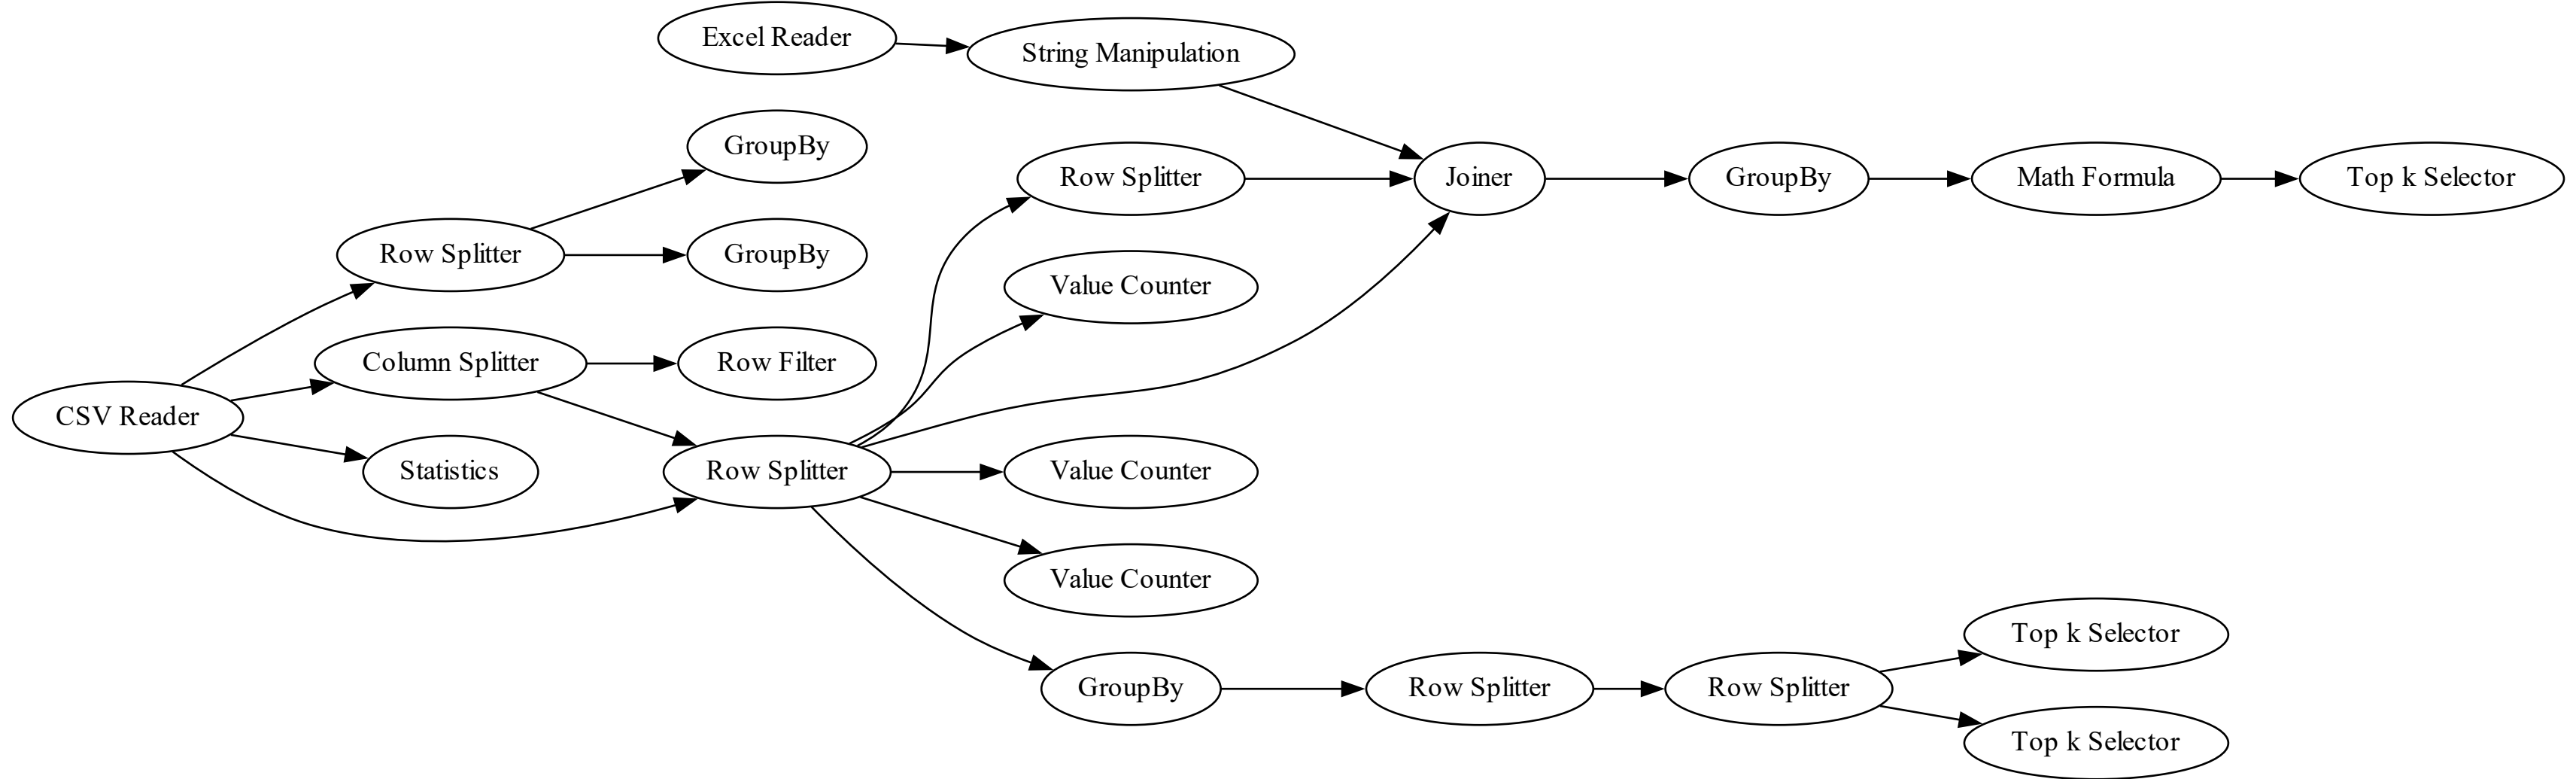 Excel Reader
String Manipulation
GroupBy
Row Splitter
Joiner
GroupBy
Math Formula
Top k Selector
Row Splitter
GroupBy
Value Counter
Column Splitter
Row Filter
CSV Reader
Statistics
Row Splitter
Value Counter
Value Counter
Top k Selector
GroupBy
Row Splitter
Row Splitter
Top k Selector